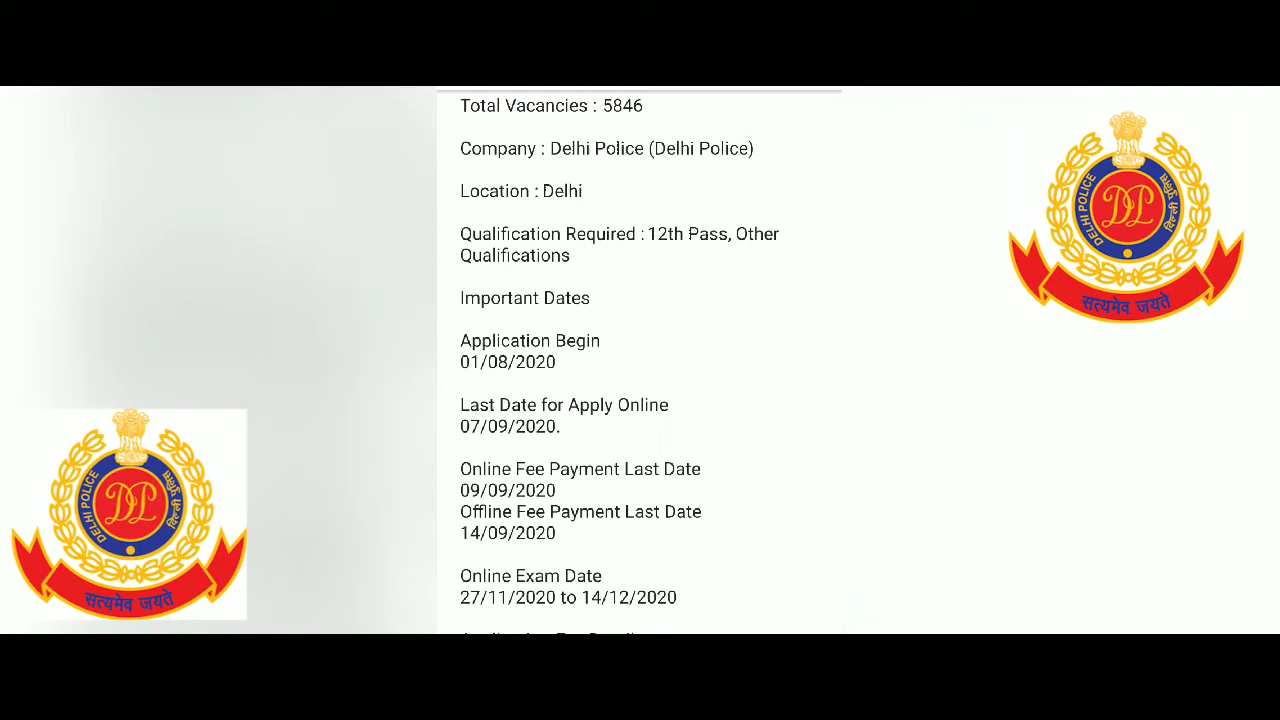 Total Vacancies : 5846
Company : Delhi Police (Delhi Police)
Location : Delhi
Qualification Required : 12th Pass, Other
Qualifications
Important Dates
Application Begin
01/08/2020
Last Date for Apply Online
07/09/2020.
Online Fee Payment Last Date
09/09/2020
Offline Fee Payment Last Date
14/09/2020
Online Exam Date
27/11/2020 to 14/12/2020
DELHI POLICE
दिल्ली पुलिस
DP
सत्यमेव जयते
DELHI POLICE
दिल्ली पुलिस
DP
सत्यमेव जयते